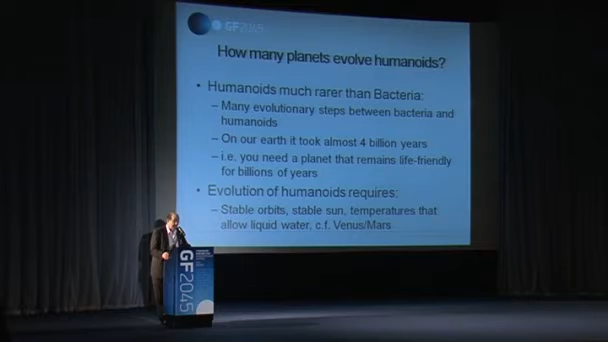 GF2045
How many planets evolve humanoids?
• Humanoids much rarer than Bacteria:
– Many evolutionary steps between bacteria and
humanoids
– On our earth it took almost 4 billion years
– i.e. you need a planet that remains life-friendly
for billions of years
• Evolution of humanoids requires:
– Stable orbits, stable sun, temperatures that
allow liquid water, c.f. Venus/Mars
GF2045